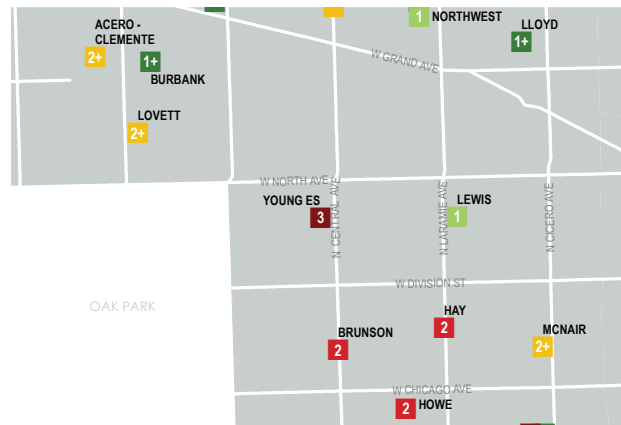 ACERO -
CLEMENTE
2+
1+
BURBANK
LOVETT
2+
1
NORTHWEST
LLOYD
1+
W GRAND AVE
W NORTH AVE
YOUNG ES
3
N CENTRAL AVE
N LARAMIE AVE
LEWIS
1
N CICERO AVE
W DIVISION ST
OAK PARK
BRUNSON
2
HAY
2
MCNAIR
2+
W CHICAGO AVE
2
HOWE